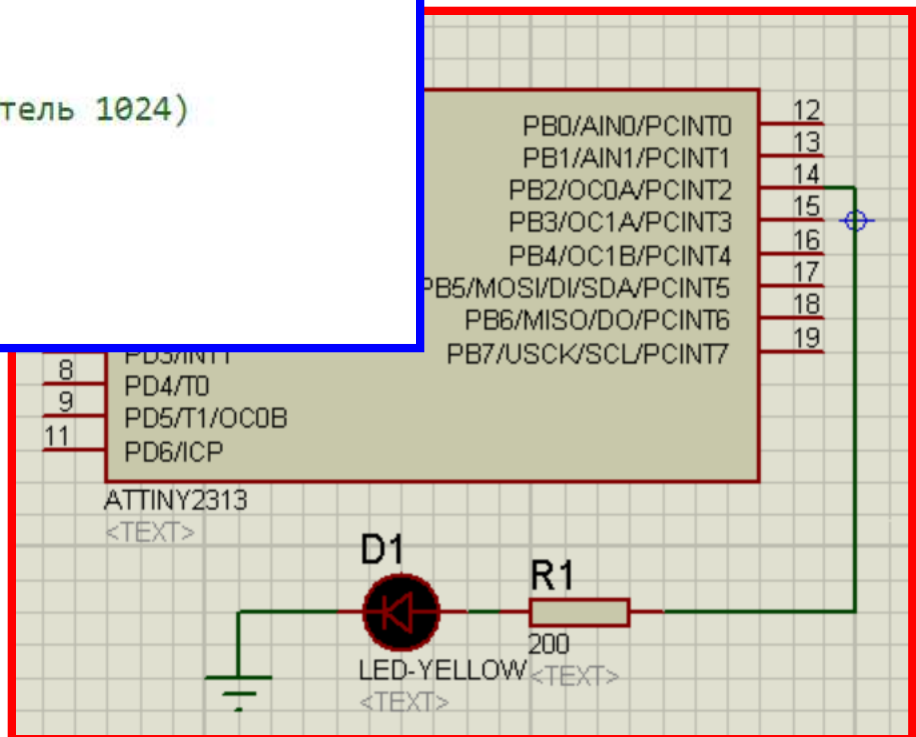 тель 1024)
PB0/AIN0/PCINT0 12
PB1/AIN1/PCINT1 13
PB2/OC0A/PCINT2 14
PB3/OC1A/PCINT3 15
PB4/OC1B/PCINT4 16
PB5/MOSI/DI/SDA/PCINT5 17
PB6/MISO/DO/PCINT6 18
PB7/USCK/SCL/PCINT7 19
PD3/INT1
8 PD4/T0
9 PD5/T1/OC0B
11 PD6/ICP
ATTINY2313
<TEXT>
D1
LED-YELLOW
<TEXT>
R1
200
<TEXT>